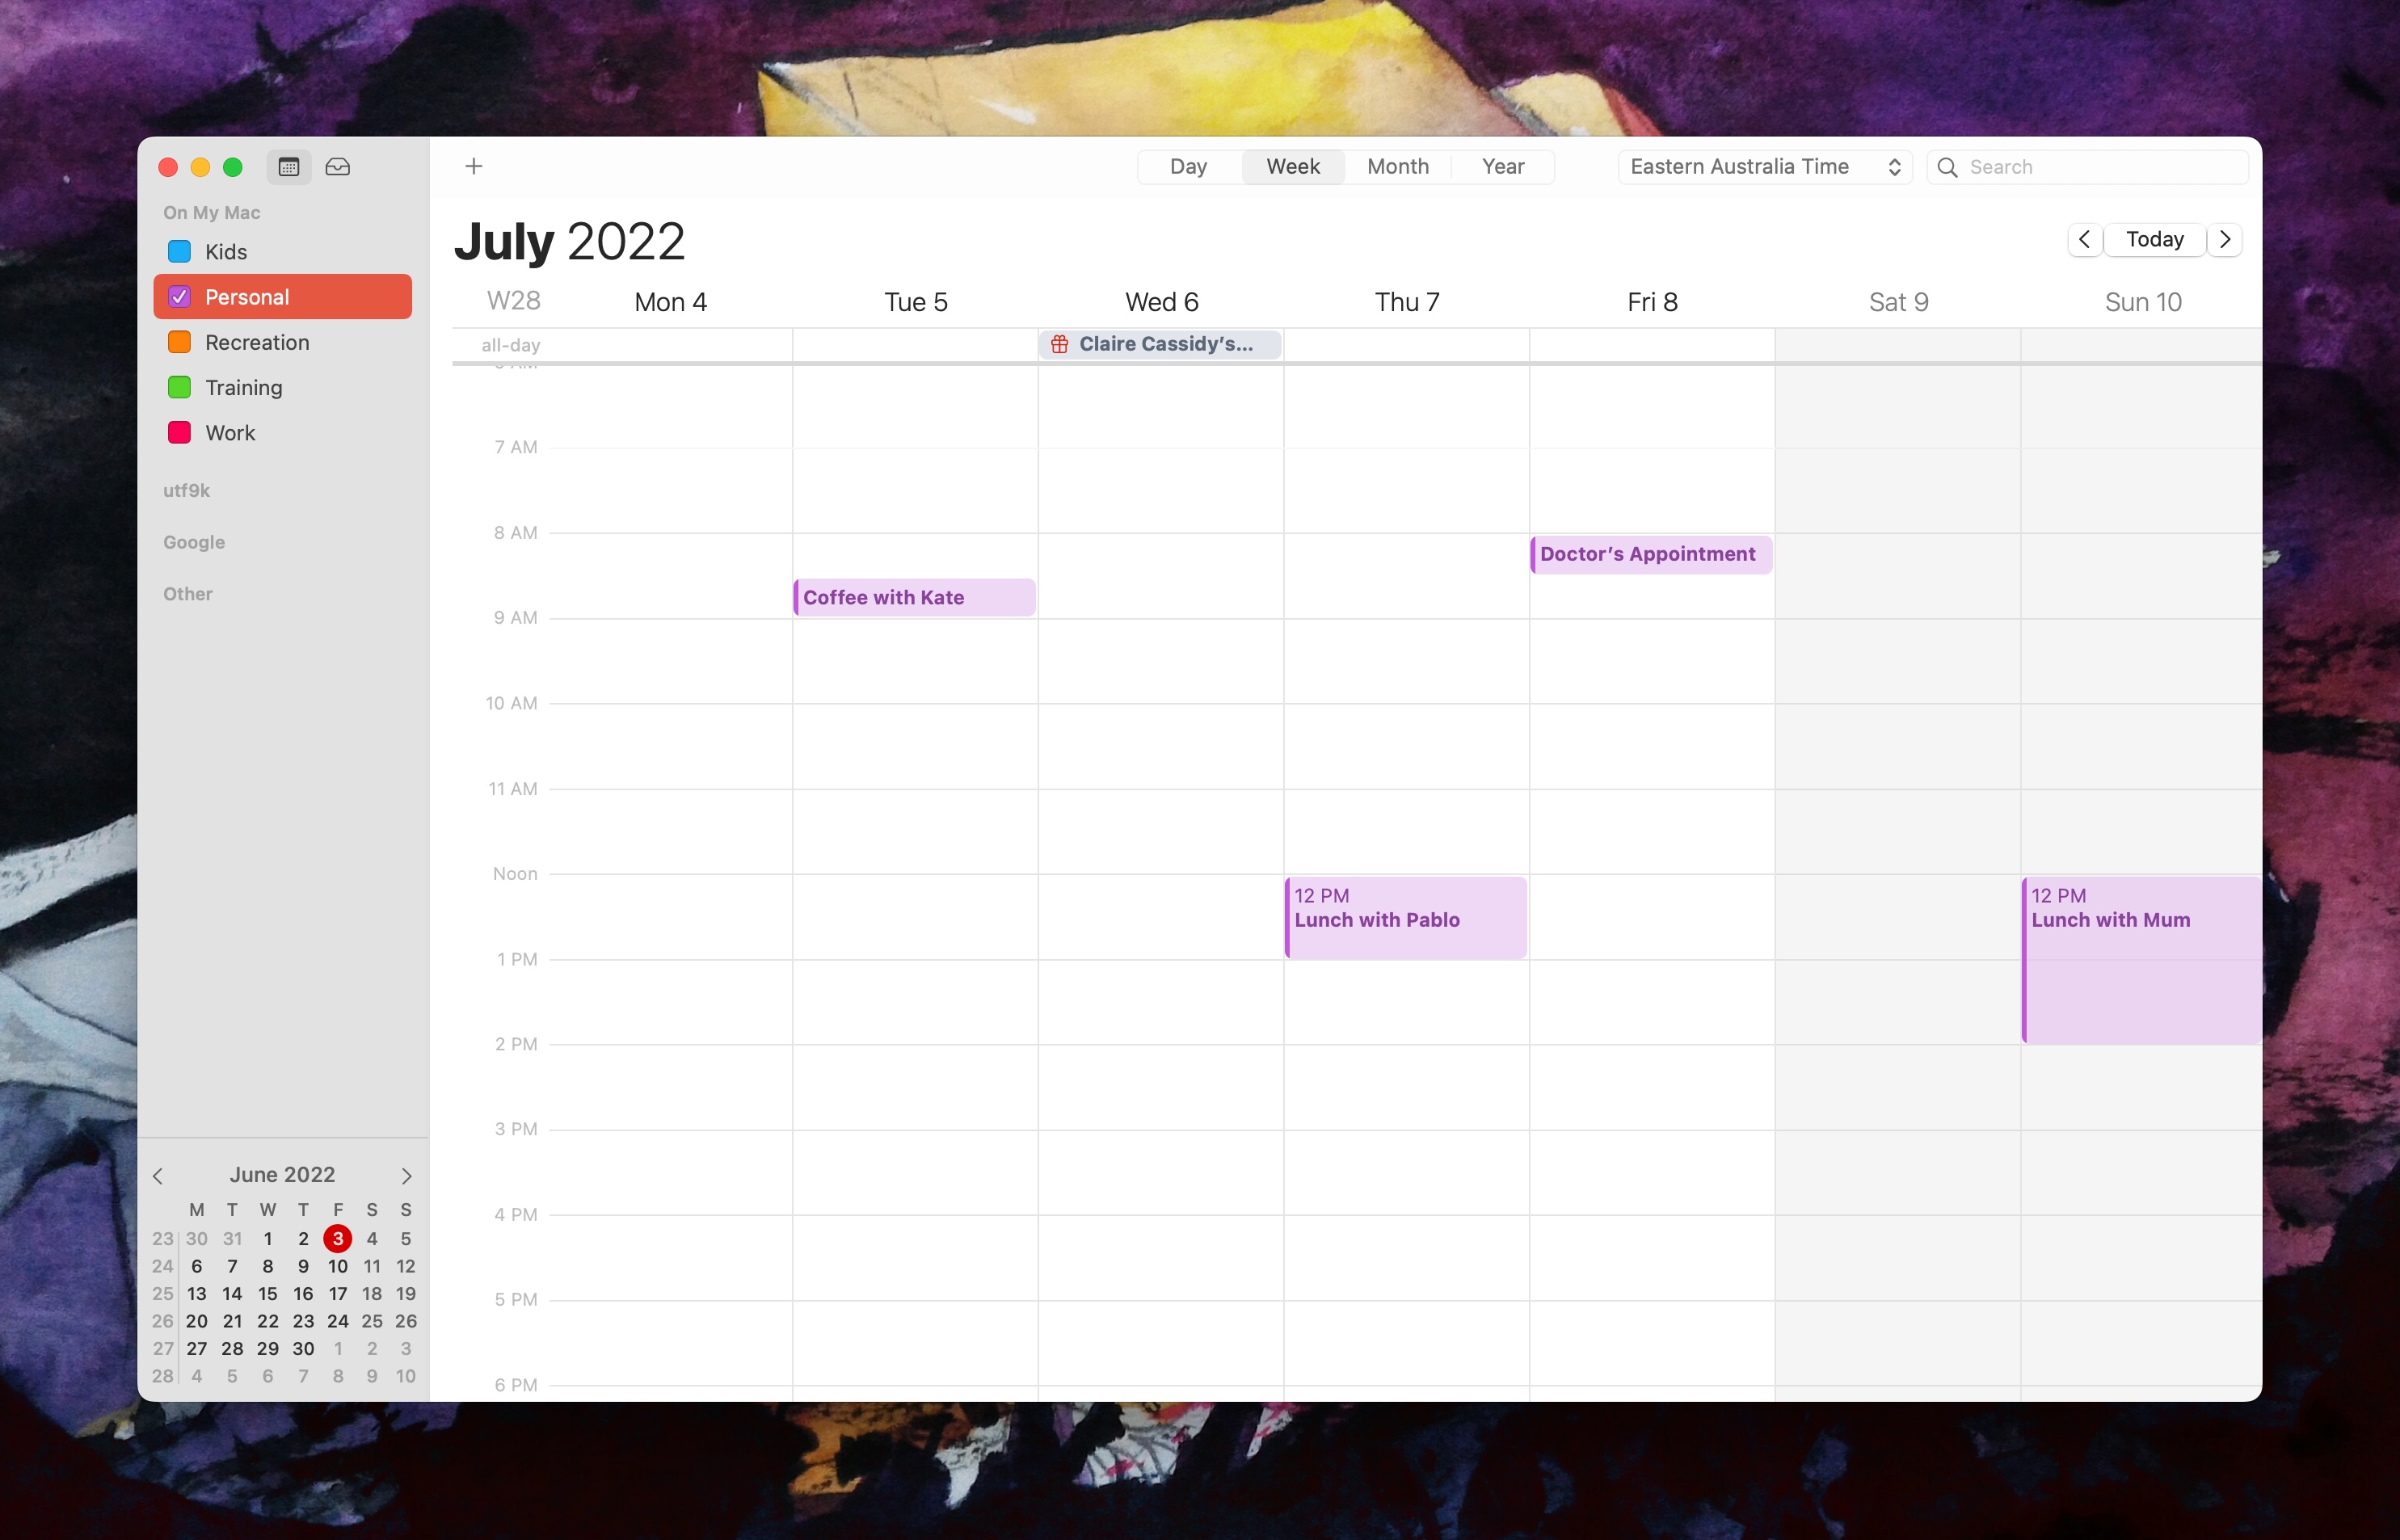 On My Mac
Kids
Personal
Recreation
Training
Work
utf9k
Google
Other
June 2022
M T W T F S S
23 30 31 1 2 3 4 5
24 6 7 8 9 10 11 12
25 13 14 15 16 17 18 19
26 20 21 22 23 24 25 26
27 27 28 29 30 1 2 3
28 4 5 6 7 8 9 10
Day Week Month Year Eastern Australia Time Search
July 2022 Today
W28 Mon 4 Tue 5 Wed 6 Thu 7 Fri 8 Sat 9 Sun 10
all-day Claire Cassidy’s...
7 AM
8 AM
Doctor’s Appointment
Coffee with Kate
9 AM
10 AM
11 AM
Noon
12 PM
Lunch with Pablo
12 PM
Lunch with Mum
1 PM
2 PM
3 PM
4 PM
5 PM
6 PM